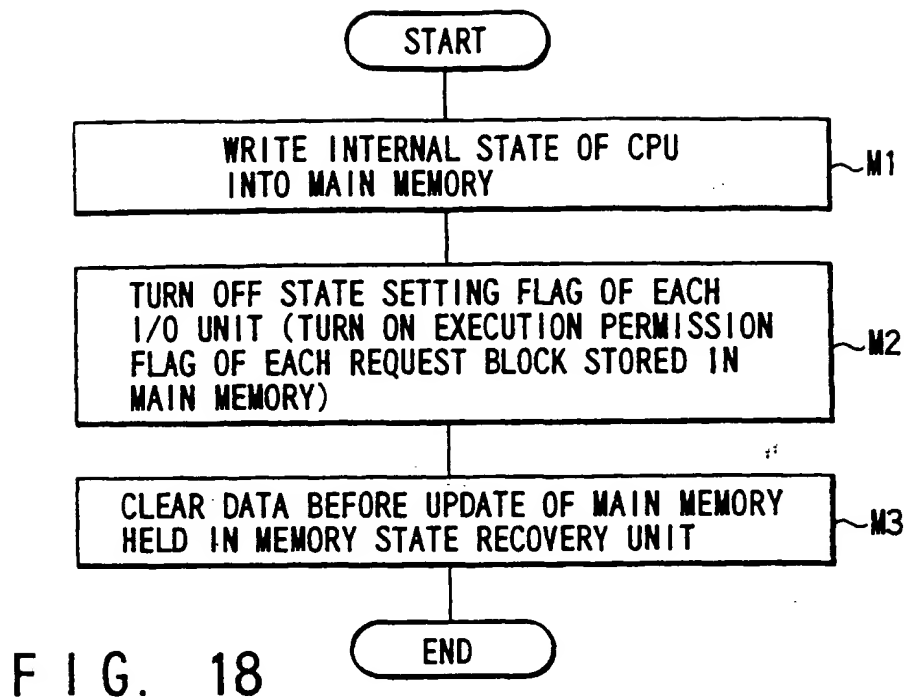 START
WRITE INTERNAL STATE OF CPU
INTO MAIN MEMORY
M1
TURN OFF STATE SETTING FLAG OF EACH
I/O UNIT (TURN ON EXECUTION PERMISSION
FLAG OF EACH REQUEST BLOCK STORED IN
MAIN MEMORY)
M2
CLEAR DATA BEFORE UPDATE OF MAIN MEMORY
HELD IN MEMORY STATE RECOVERY UNIT
M3
END
FIG. 18